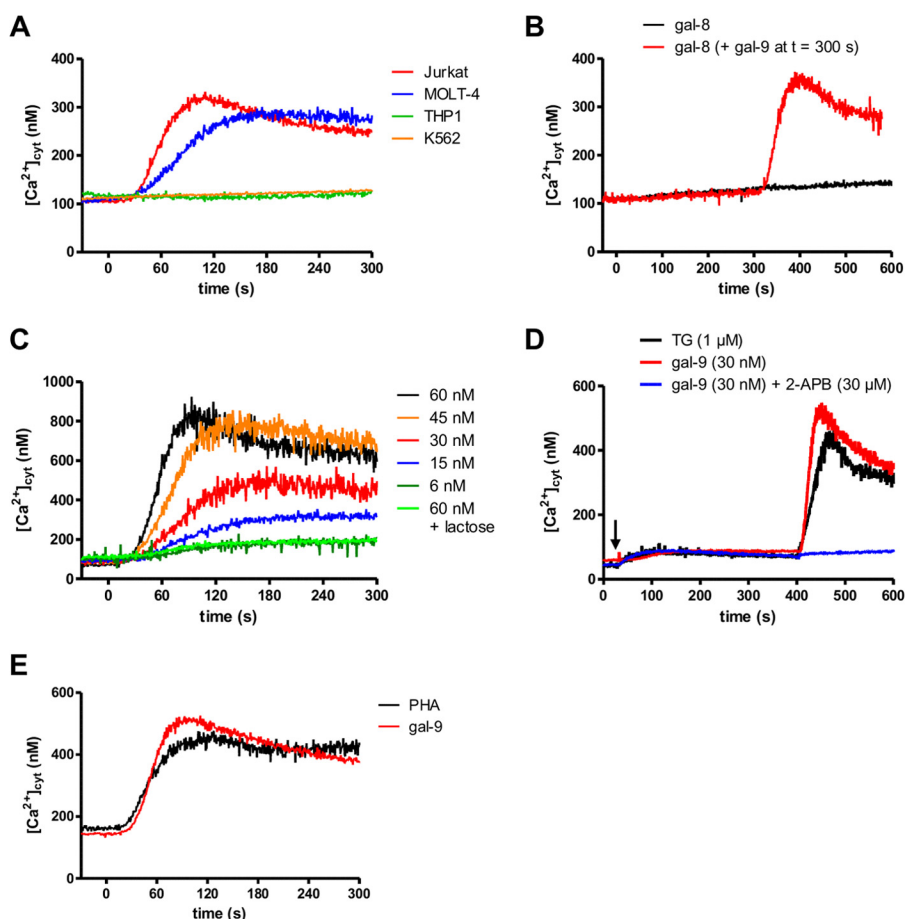 A
400
300
200
100
0
[Ca²⁺]cyt (nM)
0 60 120 180 240 300
time (s)
Jurkat
MOLT-4
THP1
K562
B
gal-8
gal-8 (+ gal-9 at t = 300 s)
400
300
200
100
0
[Ca²⁺]cyt (nM)
0 100 200 300 400 500 600
time (s)
C
1000
800
600
400
200
0
[Ca²⁺]cyt (nM)
0 60 120 180 240 300
time (s)
60 nM
45 nM
30 nM
15 nM
6 nM
60 nM
+ lactose
D
TG (1 µM)
gal-9 (30 nM)
gal-9 (30 nM) + 2-APB (30 µM)
600
400
200
0
[Ca²⁺]cyt (nM)
0 100 200 300 400 500 600
time (s)
E
600
400
200
0
[Ca²⁺]cyt (nM)
0 60 120 180 240 300
time (s)
PHA
gal-9